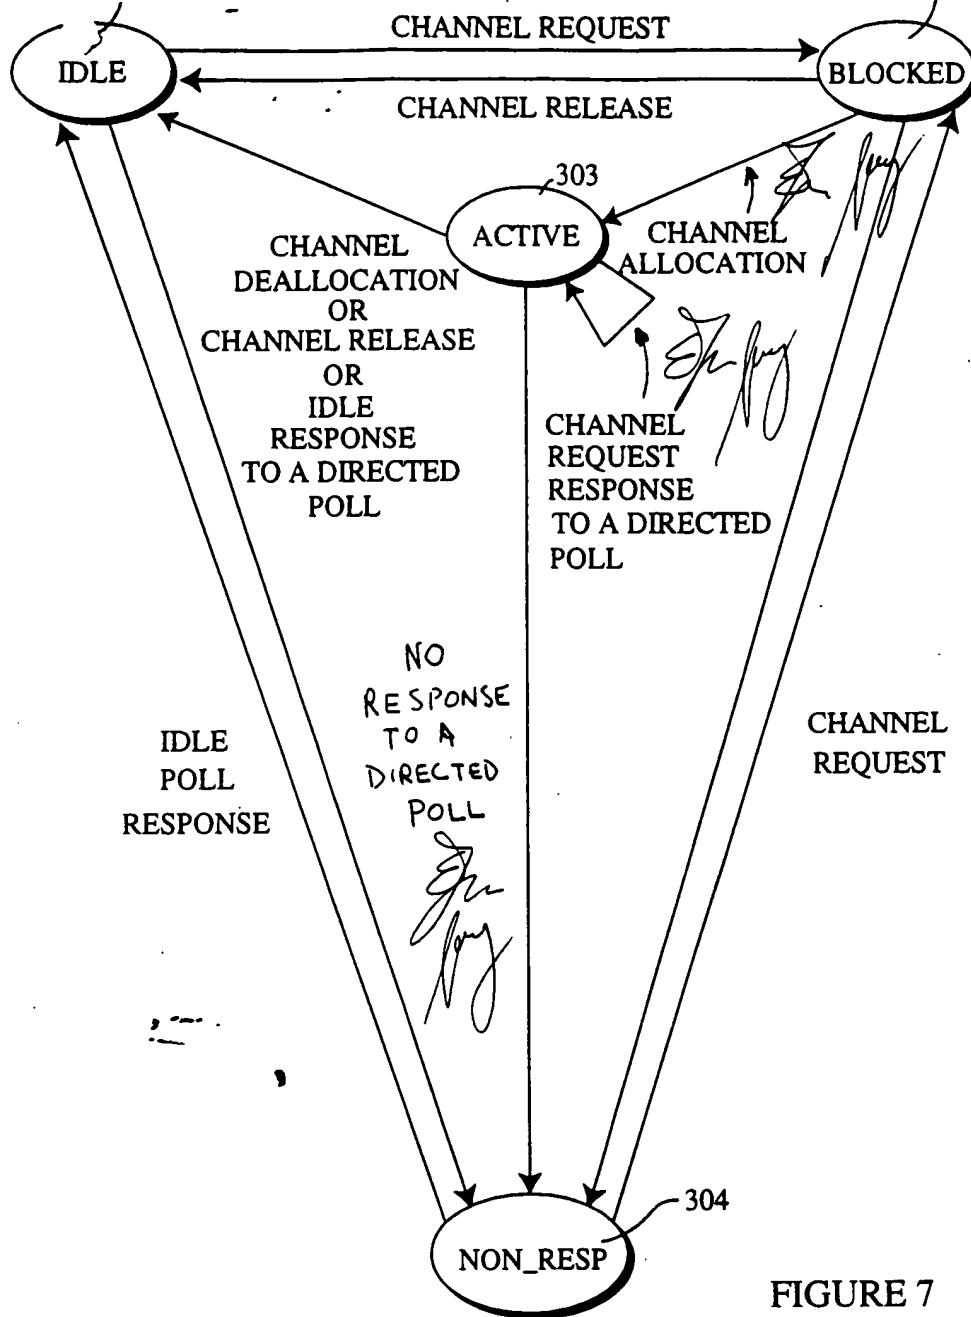 CHANNEL REQUEST
IDLE
BLOCKED
CHANNEL RELEASE
303
ACTIVE
CHANNEL
ALLOCATION
CHANNEL
DEALLOCATION
OR
CHANNEL RELEASE
OR
IDLE
RESPONSE
TO A DIRECTED
POLL
CHANNEL
REQUEST
RESPONSE
TO A DIRECTED
POLL
NO
RESPONSE
TO A
DIRECTED
POLL
IDLE
POLL
RESPONSE
CHANNEL
REQUEST
304
NON_RESP
FIGURE 7